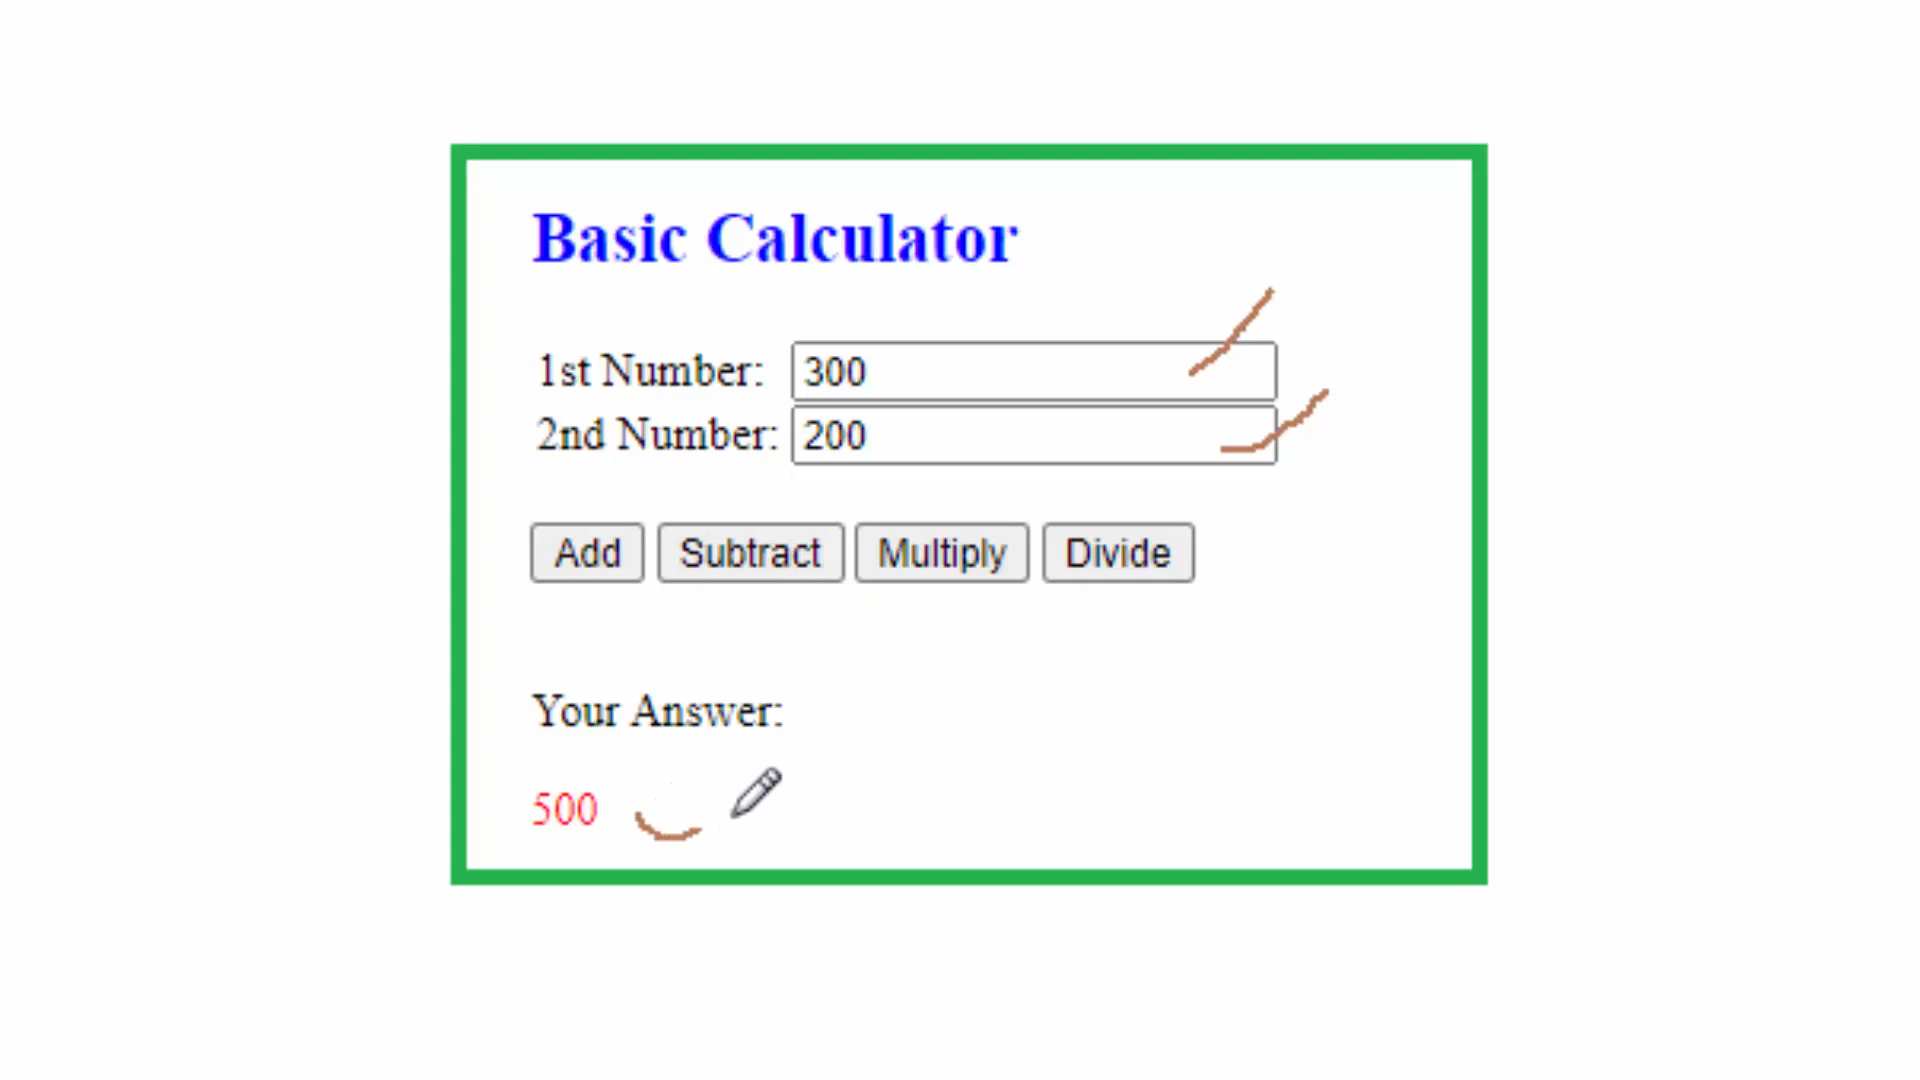 Basic Calculator
1st Number: 300
2nd Number: 200
Add Subtract Multiply Divide
Your Answer:
500